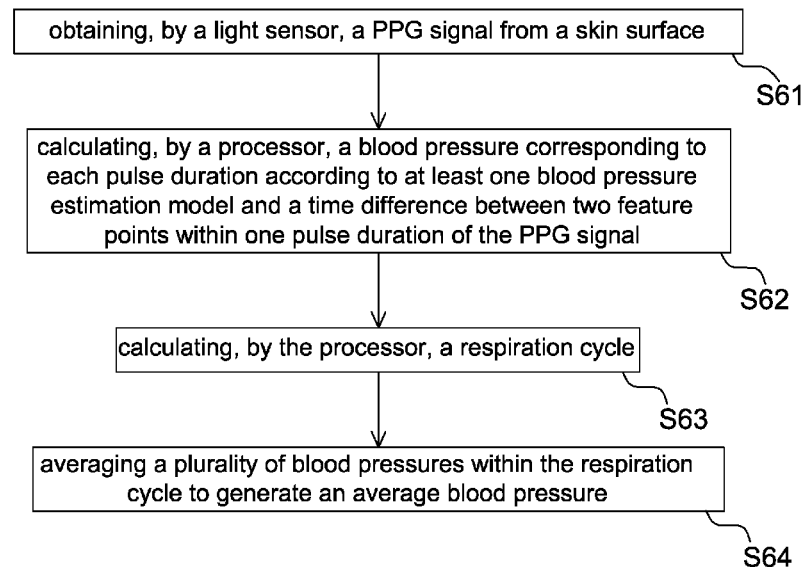 obtaining, by a light sensor, a PPG signal from a skin surface
S61
calculating, by a processor, a blood pressure corresponding to
each pulse duration according to at least one blood pressure
estimation model and a time difference between two feature
points within one pulse duration of the PPG signal
S62
calculating, by the processor, a respiration cycle
S63
averaging a plurality of blood pressures within the respiration
cycle to generate an average blood pressure
S64